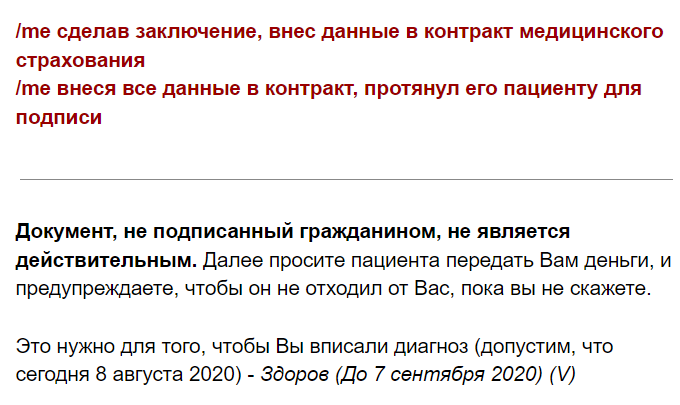 /me сделав заключение, внес данные в контракт медицинского
страхования
/me внеся все данные в контракт, протянул его пациенту для
подписи
Документ, не подписанный гражданином, не является
действительным. Далее просите пациента передать Вам деньги, и
предупреждаете, чтобы он не отходил от Вас, пока вы не скажете.
Это нужно для того, чтобы Вы вписали диагноз (допустим, что
сегодня 8 августа 2020) - Здоров (До 7 сентября 2020) (V)